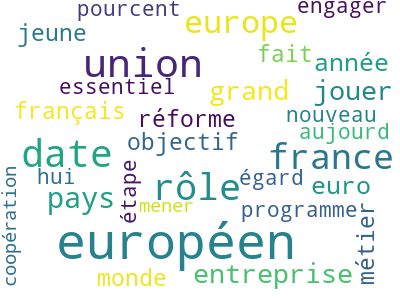 pourcent
engager
jeune
europe
union
fait
année
essentiel
grand
jouer
français
réforme
nouveau
objectif
aujourd
date
france
hui
étape
rôle
égard
euro
coopération
pays
mener
programme
métier
européen
monde
entreprise